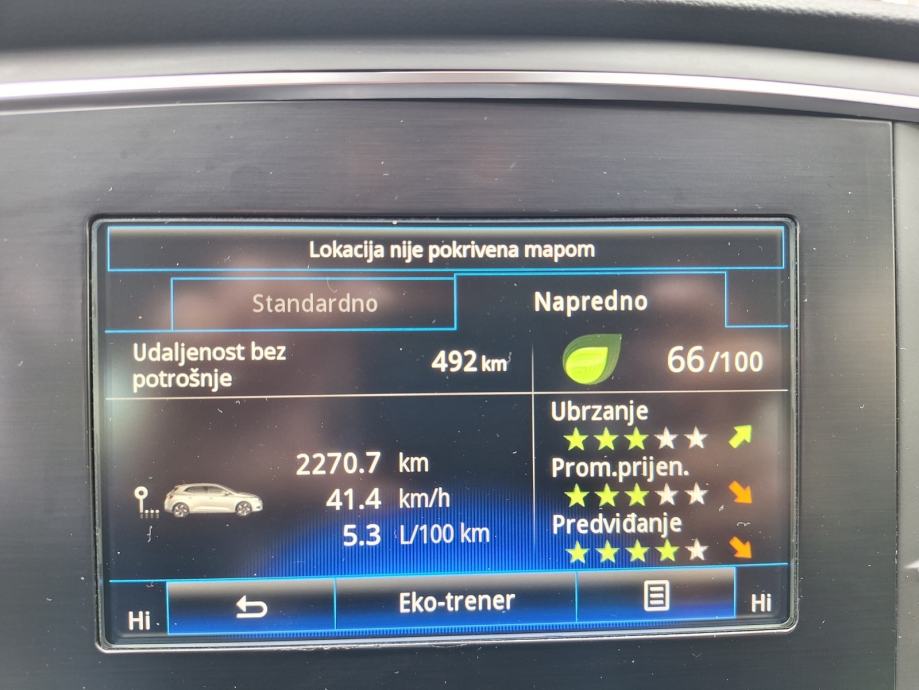 Lokacija nije pokrivena mapom
Standardno
Napredno
Udaljenost bez
potrošnje
492 km
66/100
2270.7 km
41.4 km/h
5.3 L/100 km
Ubrzanje
Prom.prijen.
Predviđanje
Hi
Eko-trener
Hi